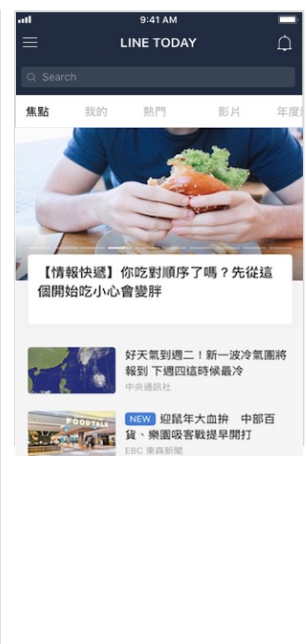 9:41 AM
LINE TODAY
Search
焦點 我的 熱門 影片 年度
【情報快遞】你吃對順序了嗎？先從這
個開始吃小心會變胖
好天氣到週二！新一波冷氣團將
報到 下週四這時候最冷
中央通訊社
FOODTALK
NEW 迎鼠年大血拚 中部百
貨、樂園吸客戰提早開打
EBC 東森新聞